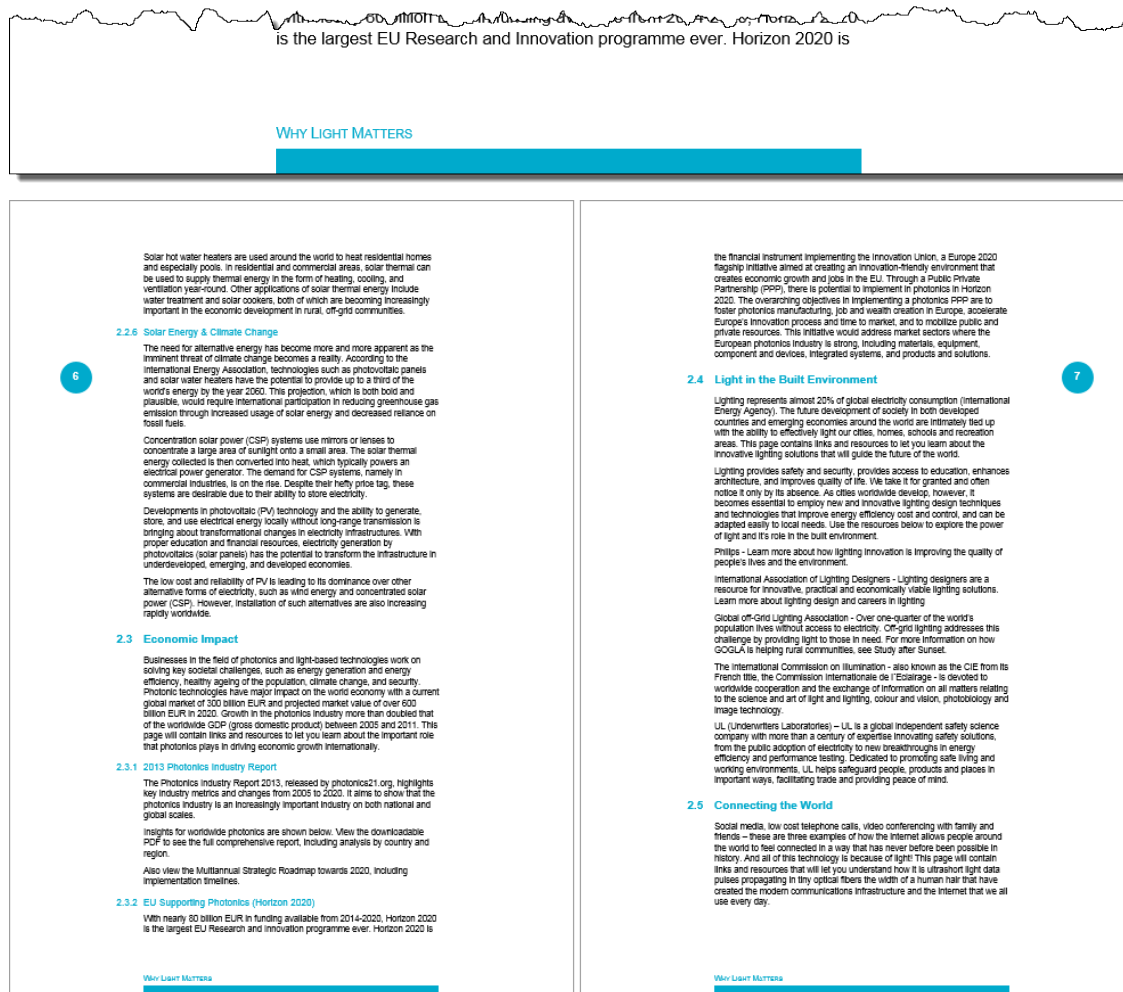 is the largest EU Research and Innovation programme ever. Horizon 2020 is
WHY LIGHT MATTERS
Solar hot water heaters are used around the world to heat residential homes
and especially pools. In residential and commercial areas, solar thermal can
be used to supply thermal energy in the form of heating, cooling, and
ventilation year-round. Other applications of solar thermal energy include
water treatment and solar cookers, both of which are becoming increasingly
important in the economic development in rural, off-grid communities.
2.2.6 Solar Energy & Climate Change
The need for alternative energy has become more and more apparent as the
imminent threat of climate change becomes a reality. According to the
International Energy Association, technologies such as photovoltaic panels
and solar water heaters have the potential to provide up to a third of the
world's energy by the year 2060. This projection, which is both bold and
plausible, would require international participation in reducing greenhouse gas
emission through increased usage of solar energy and decreased reliance on
fossil fuels.
6
Concentration solar power (CSP) systems use mirrors or lenses to
concentrate a large area of sunlight onto a small area. The solar thermal
energy collected is then converted into heat, which typically powers an
electrical power generator. The demand for CSP systems, namely in
commercial industries, is on the rise. Despite their hefty price tag, these
systems are desirable due to their ability to store electricity.
Developments in photovoltaic (PV) technology and the ability to generate,
store, and use electrical energy locally without long-range transmission is
bringing about transformational changes in electricity infrastructures. With
proper education and financial resources, electricity generation by
photovoltaics (solar panels) has the potential to transform the infrastructure in
underdeveloped, emerging, and developed economies.
The low cost and reliability of PV is leading to its dominance over other
alternative forms of electricity, such as wind energy and concentrated solar
power (CSP). However, installation of such alternatives are also increasing
rapidly worldwide.
2.3 Economic Impact
Businesses in the field of photonics and light-based technologies work on
solving key societal challenges, such as energy generation and energy
efficiency, healthy ageing of the population, climate change, and security.
Photonic technologies have major impact on the world economy with a current
global market of 300 billion EUR and projected market value of over 600
billion EUR in 2020. Growth in the photonics industry more than doubled that
of the worldwide GDP (gross domestic product) between 2005 and 2011. This
page will contain links and resources to let you learn about the important role
that photonics plays in driving economic growth internationally.
2.3.1 2013 Photonics Industry Report
The Photonics Industry Report 2013, released by photonics21.org, highlights
key industry metrics and changes from 2005 to 2020. It aims to show that the
photonics industry is an increasingly important industry on both national and
global scales.
Insights for worldwide photonics are shown below. View the downloadable
PDF to see the full comprehensive report, including analysis by country and
region.
Also view the Multiannual Strategic Roadmap towards 2020, including
implementation timelines.
2.3.2 EU Supporting Photonics (Horizon 2020)
With nearly 80 billion EUR in funding available from 2014-2020, Horizon 2020
is the largest EU Research and Innovation programme ever. Horizon 2020 is
WHY LIGHT MATTERS
the financial instrument implementing the Innovation Union, a Europe 2020
flagship initiative aimed at creating an innovation-friendly environment that
creates economic growth and jobs in the EU. Through a Public Private
Partnership (PPP), there is potential to implement in photonics in Horizon
2020. The overarching objectives in implementing a photonics PPP are to
foster photonics manufacturing, job and wealth creation in Europe, accelerate
Europe's innovation process and time to market, and to mobilize public and
private resources. This initiative would address market sectors where the
European photonics industry is strong, including materials, equipment,
component and devices, integrated systems, and products and solutions.
2.4 Light in the Built Environment
7
Lighting represents almost 20% of global electricity consumption (International
Energy Agency). The future development of society in both developed
countries and emerging economies around the world are intimately tied up
with the ability to effectively light our cities, homes, schools and recreation
areas. This page contains links and resources to let you learn about the
innovative lighting solutions that will guide the future of the world.
Lighting provides safety and security, provides access to education, enhances
architecture, and improves quality of life. We take it for granted and often
notice it only by its absence. As cities worldwide develop, however, it
becomes essential to employ new and innovative lighting design techniques
and technologies that improve energy efficiency cost and control, and can be
adapted easily to local needs. Use the resources below to explore the power
of light and it's role in the built environment.
Philips - Learn more about how lighting innovation is improving the quality of
people's lives and the environment.
International Association of Lighting Designers - Lighting designers are a
resource for innovative, practical and economically viable lighting solutions.
Learn more about lighting design and careers in lighting
Global off-Grid Lighting Association - Over one-quarter of the world's
population lives without access to electricity. Off-grid lighting addresses this
challenge by providing light to those in need. For more information on how
GOGLA is helping rural communities, see Study after Sunset.
The International Commission on Illumination - also known as the CIE from its
French title, the Commission Internationale de l´Eclairage - is devoted to
worldwide cooperation and the exchange of information on all matters relating
to the science and art of light and lighting, colour and vision, photobiology and
image technology.
UL (Underwriters Laboratories) – UL is a global independent safety science
company with more than a century of expertise innovating safety solutions,
from the public adoption of electricity to new breakthroughs in energy
efficiency and performance testing. Dedicated to promoting safe living and
working environments, UL helps safeguard people, products and places in
important ways, facilitating trade and providing peace of mind.
2.5 Connecting the World
Social media, low cost telephone calls, video conferencing with family and
friends – these are three examples of how the internet allows people around
the world to feel connected in a way that has never before been possible in
history. And all of this technology is because of light! This page will contain
links and resources that will let you understand how it is ultrashort light data
pulses propagating in tiny optical fibers the width of a human hair that have
created the modern communications infrastructure and the internet that we all
use every day.
WHY LIGHT MATTERS